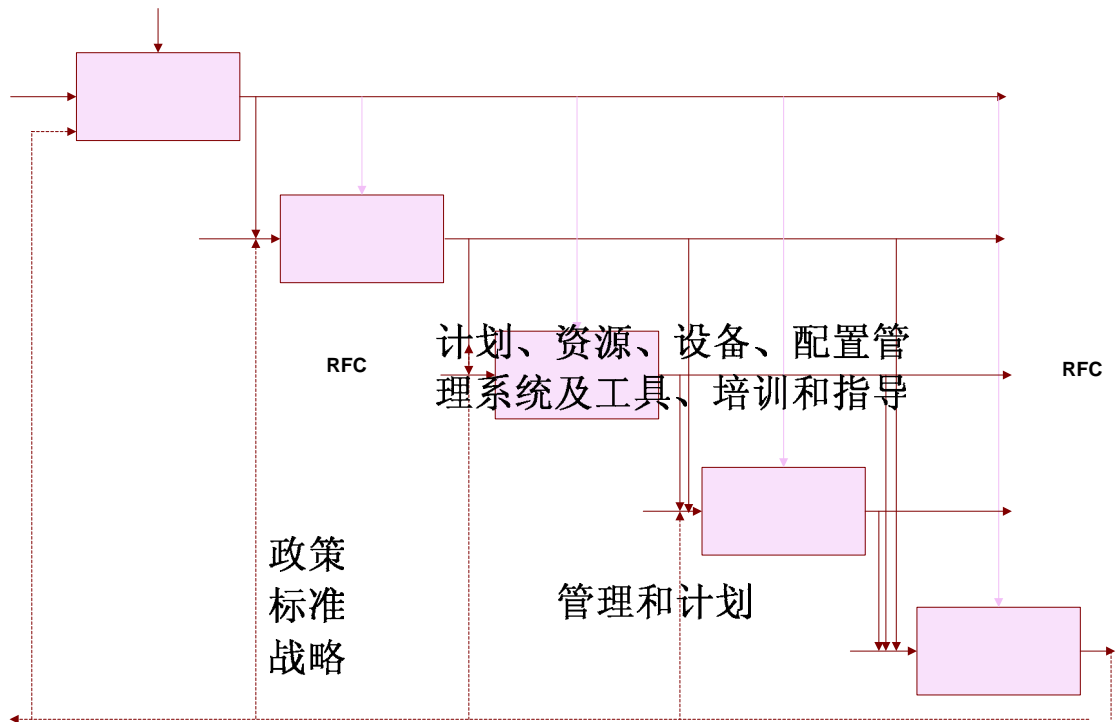 计划、资源、设备、配置管
理系统及工具、培训和指导
RFC
RFC
政策
标准
战略
管理和计划